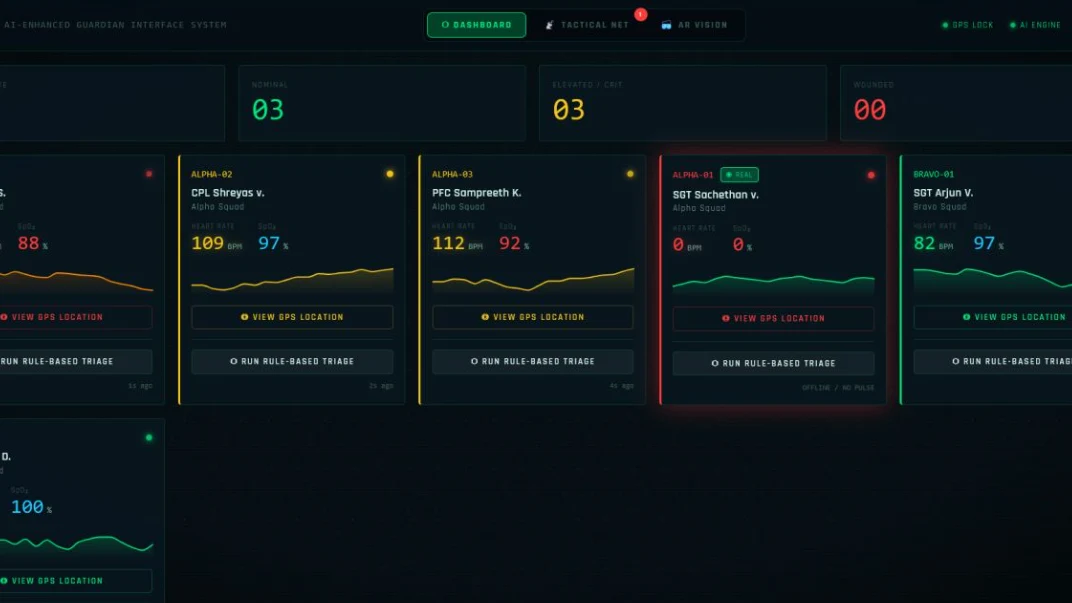 AI-ENHANCED GUARDIAN INTERFACE SYSTEM
DASHBOARD
TACTICAL NET
1
AR VISION
GPS LOCK
AI ENGINE
NOMINAL
03
ELEVATED / CRIT
03
WOUNDED
00
S.
SpO₂
88 %
VIEW GPS LOCATION
RUN RULE-BASED TRIAGE
1s ago
ALPHA-02
CPL Shreyas v.
Alpha Squad
HEART RATE SpO₂
109 BPM 97 %
VIEW GPS LOCATION
RUN RULE-BASED TRIAGE
2s ago
ALPHA-03
PFC Sampreeth K.
Alpha Squad
HEART RATE SpO₂
112 BPM 92 %
VIEW GPS LOCATION
RUN RULE-BASED TRIAGE
4s ago
ALPHA-01 REAL
SGT Sachethan v.
Alpha Squad
HEART RATE SpO₂
0 BPM 0 %
VIEW GPS LOCATION
RUN RULE-BASED TRIAGE
OFFLINE / NO PULSE
BRAVO-01
SGT Arjun V.
Bravo Squad
HEART RATE SpO₂
82 BPM 97 %
VIEW GPS LOCATION
RUN RULE-BASED TRIAG
D.
SpO₂
100 %
VIEW GPS LOCATION